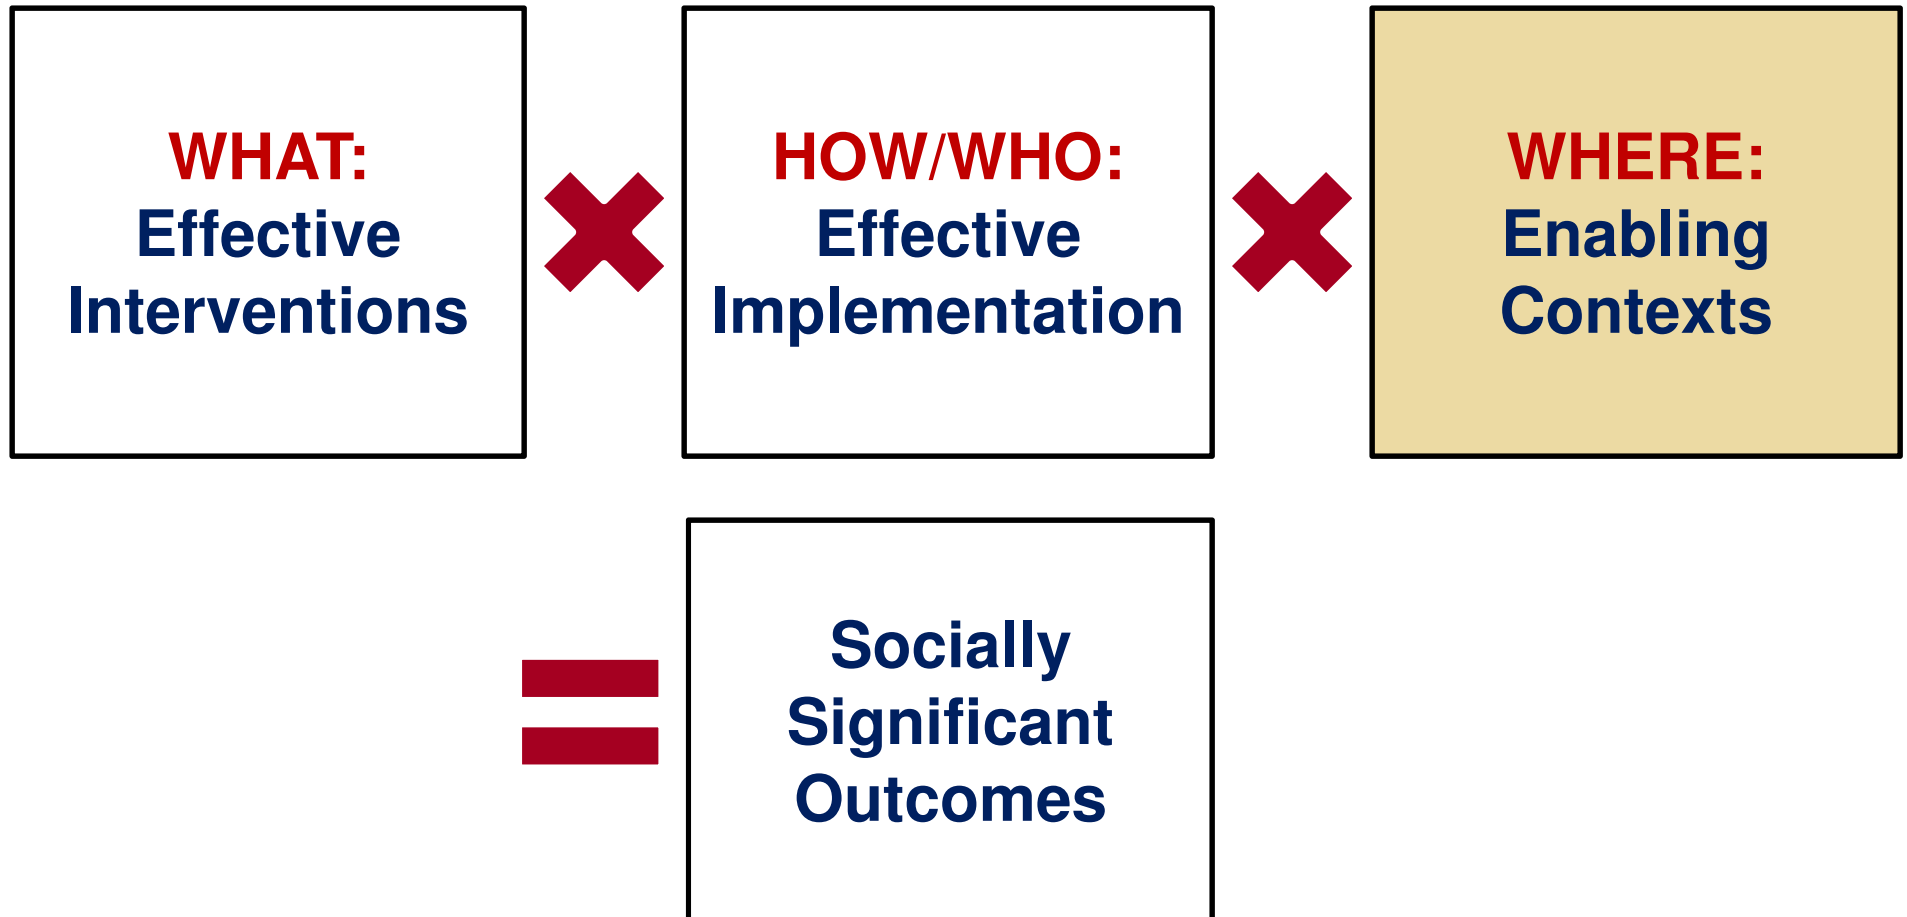 WHAT:
Effective
Interventions
HOW/WHO:
Effective
Implementation
WHERE:
Enabling
Contexts
Socially
Significant
Outcomes